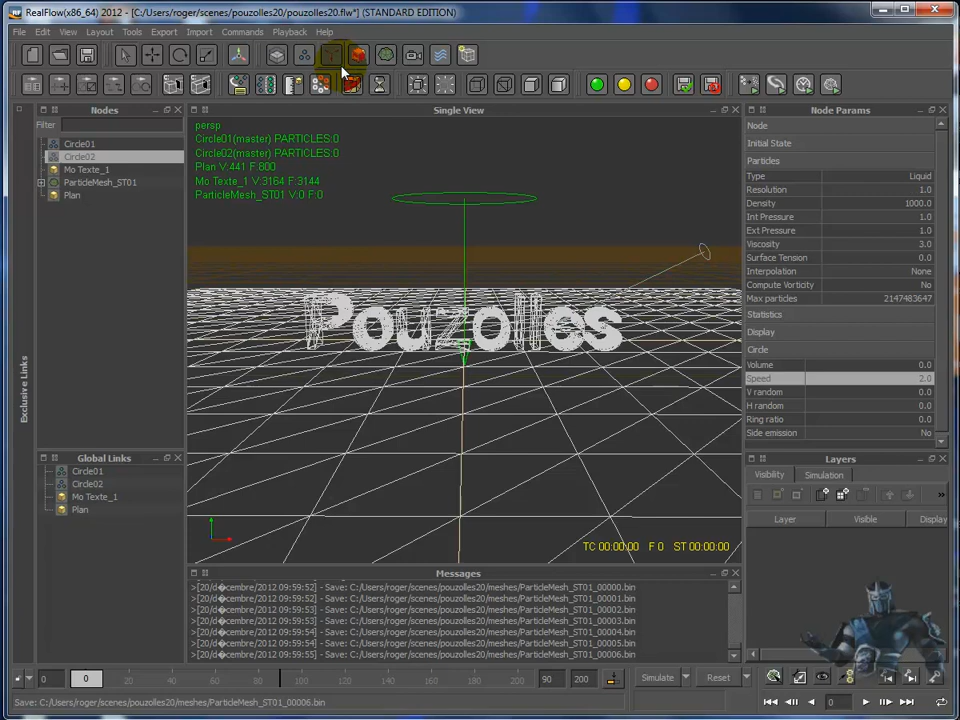 RealFlow(x86_64) 2012 - [C:/Users/roger/scenes/pouzolles20/pouzolles20.flw*] (STANDARD EDITION)
File Edit View Layout Tools Export Import Commands Playback Help
Nodes
Filter
Circle01
Circle02
Mo Texte_1
ParticleMesh_ST01
Plan
Exclusive Links
Global Links
Circle01
Circle02
Mo Texte_1
Plan
Single View
persp
Circle01(master) PARTICLES:0
Circle02(master) PARTICLES:0
Plan V:441 F:800
Mo Texte_1 V:3164 F:3144
ParticleMesh_ST01 V:0 F:0
Pouzolles
TC 00:00:00 F 0 ST 00:00:00
Messages
>[20/d�cembre/2012 09:59:52] - Save: C:/Users/roger/scenes/pouzolles20/meshes/ParticleMesh_ST01_00000.bin
>[20/d�cembre/2012 09:59:52] - Save: C:/Users/roger/scenes/pouzolles20/meshes/ParticleMesh_ST01_00001.bin
>[20/d�cembre/2012 09:59:53] - Save: C:/Users/roger/scenes/pouzolles20/meshes/ParticleMesh_ST01_00002.bin
>[20/d�cembre/2012 09:59:53] - Save: C:/Users/roger/scenes/pouzolles20/meshes/ParticleMesh_ST01_00003.bin
>[20/d�cembre/2012 09:59:54] - Save: C:/Users/roger/scenes/pouzolles20/meshes/ParticleMesh_ST01_00004.bin
>[20/d�cembre/2012 09:59:54] - Save: C:/Users/roger/scenes/pouzolles20/meshes/ParticleMesh_ST01_00005.bin
>[20/d�cembre/2012 09:59:55] - Save: C:/Users/roger/scenes/pouzolles20/meshes/ParticleMesh_ST01_00006.bin
Node Params
Node
Initial State
Particles
Type Liquid
Resolution 1.0
Density 1000.0
Int Pressure 1.0
Ext Pressure 1.0
Viscosity 3.0
Surface Tension 0.0
Interpolation None
Compute Vorticity No
Max particles 2147483647
Statistics
Display
Circle
Volume 0.0
Speed 2.0
V random 0.0
H random 0.0
Ring ratio 0.0
Side emission No
Layers
Visibility Simulation
Layer Visible Display
0 0 20 40 60 80 100 120 140 160 180 90 200
Simulate Reset
0
Save: C:/Users/roger/scenes/pouzolles20/meshes/ParticleMesh_ST01_00006.bin